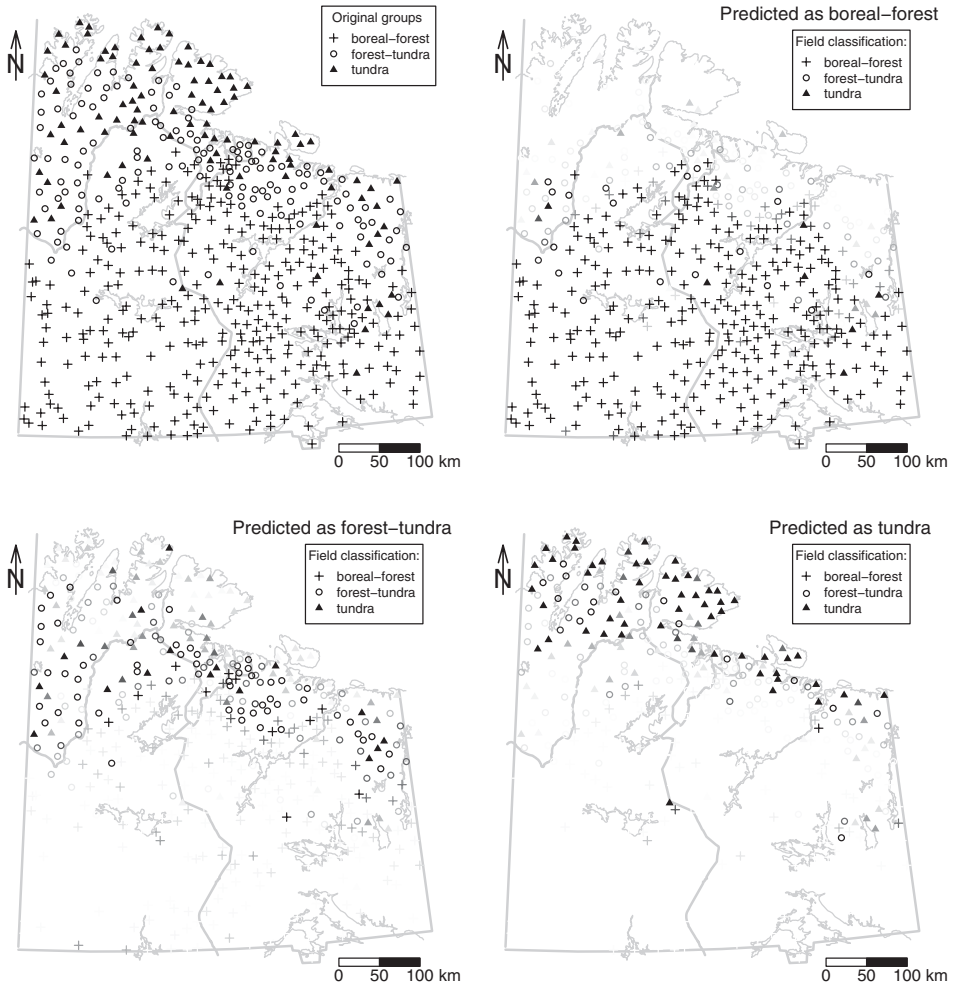 Original groups
boreal−forest
forest−tundra
tundra
N
0 50 100 km
Predicted as boreal−forest
Field classification:
boreal−forest
forest−tundra
tundra
N
0 50 100 km
Predicted as forest−tundra
Field classification:
boreal−forest
forest−tundra
tundra
N
0 50 100 km
Predicted as tundra
Field classification:
boreal−forest
forest−tundra
tundra
N
0 50 100 km